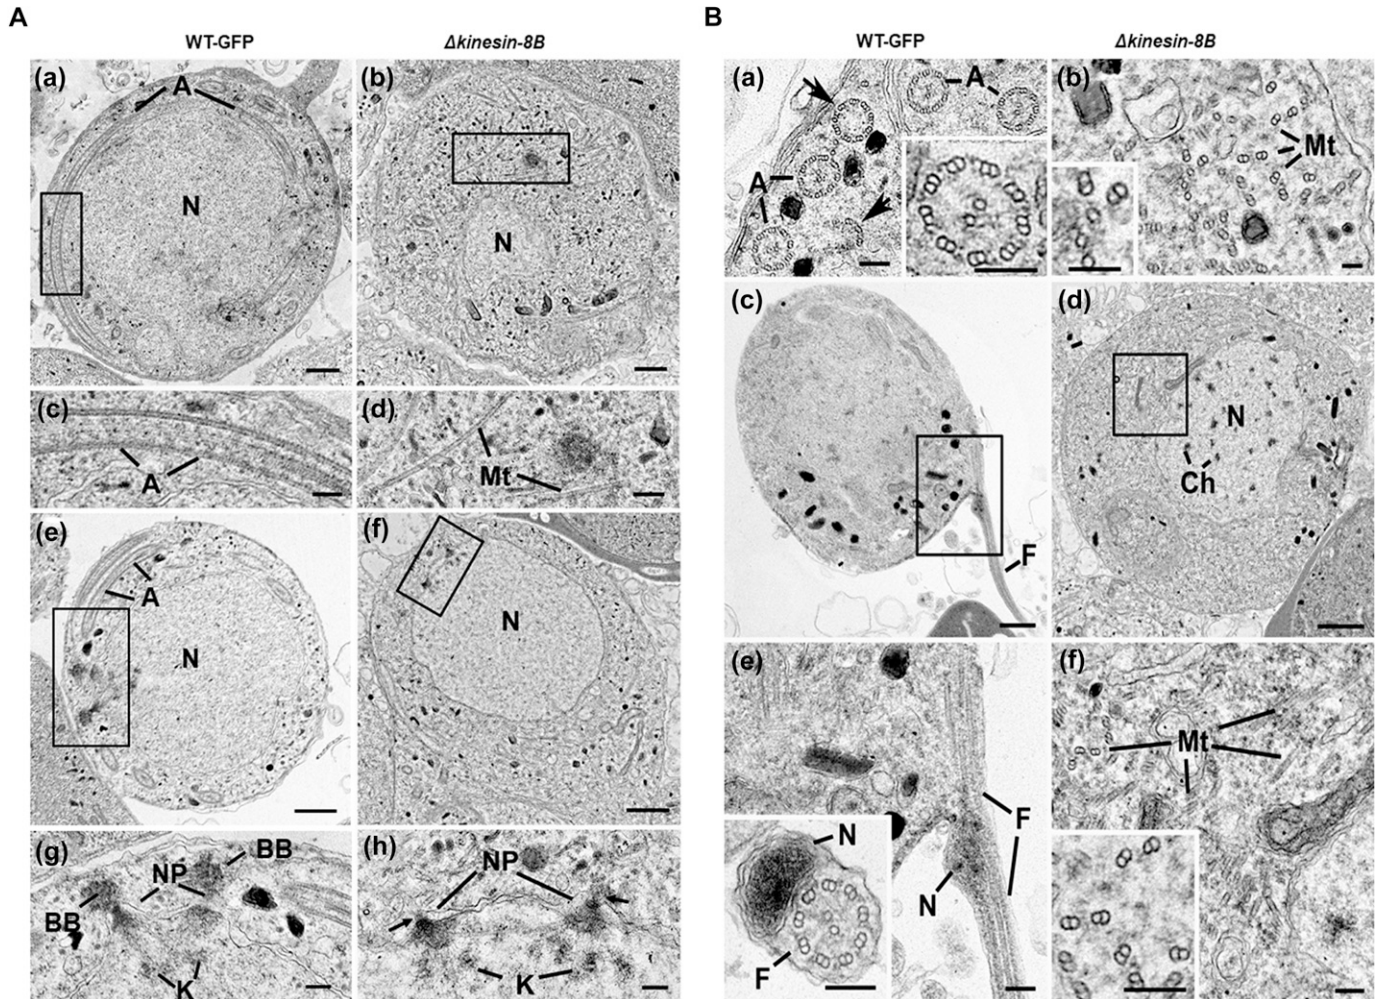 A
B
WT-GFP
Δkinesin-8B
WT-GFP
Δkinesin-8B
(a)
A
N
(b)
N
(c)
A
(d)
Mt
(e)
A
N
(f)
N
(g)
BB
NP
BB
K
(h)
NP
K
(a)
A
A
(b)
Mt
(c)
F
(d)
N
Ch
(e)
F
N
N
F
(f)
Mt